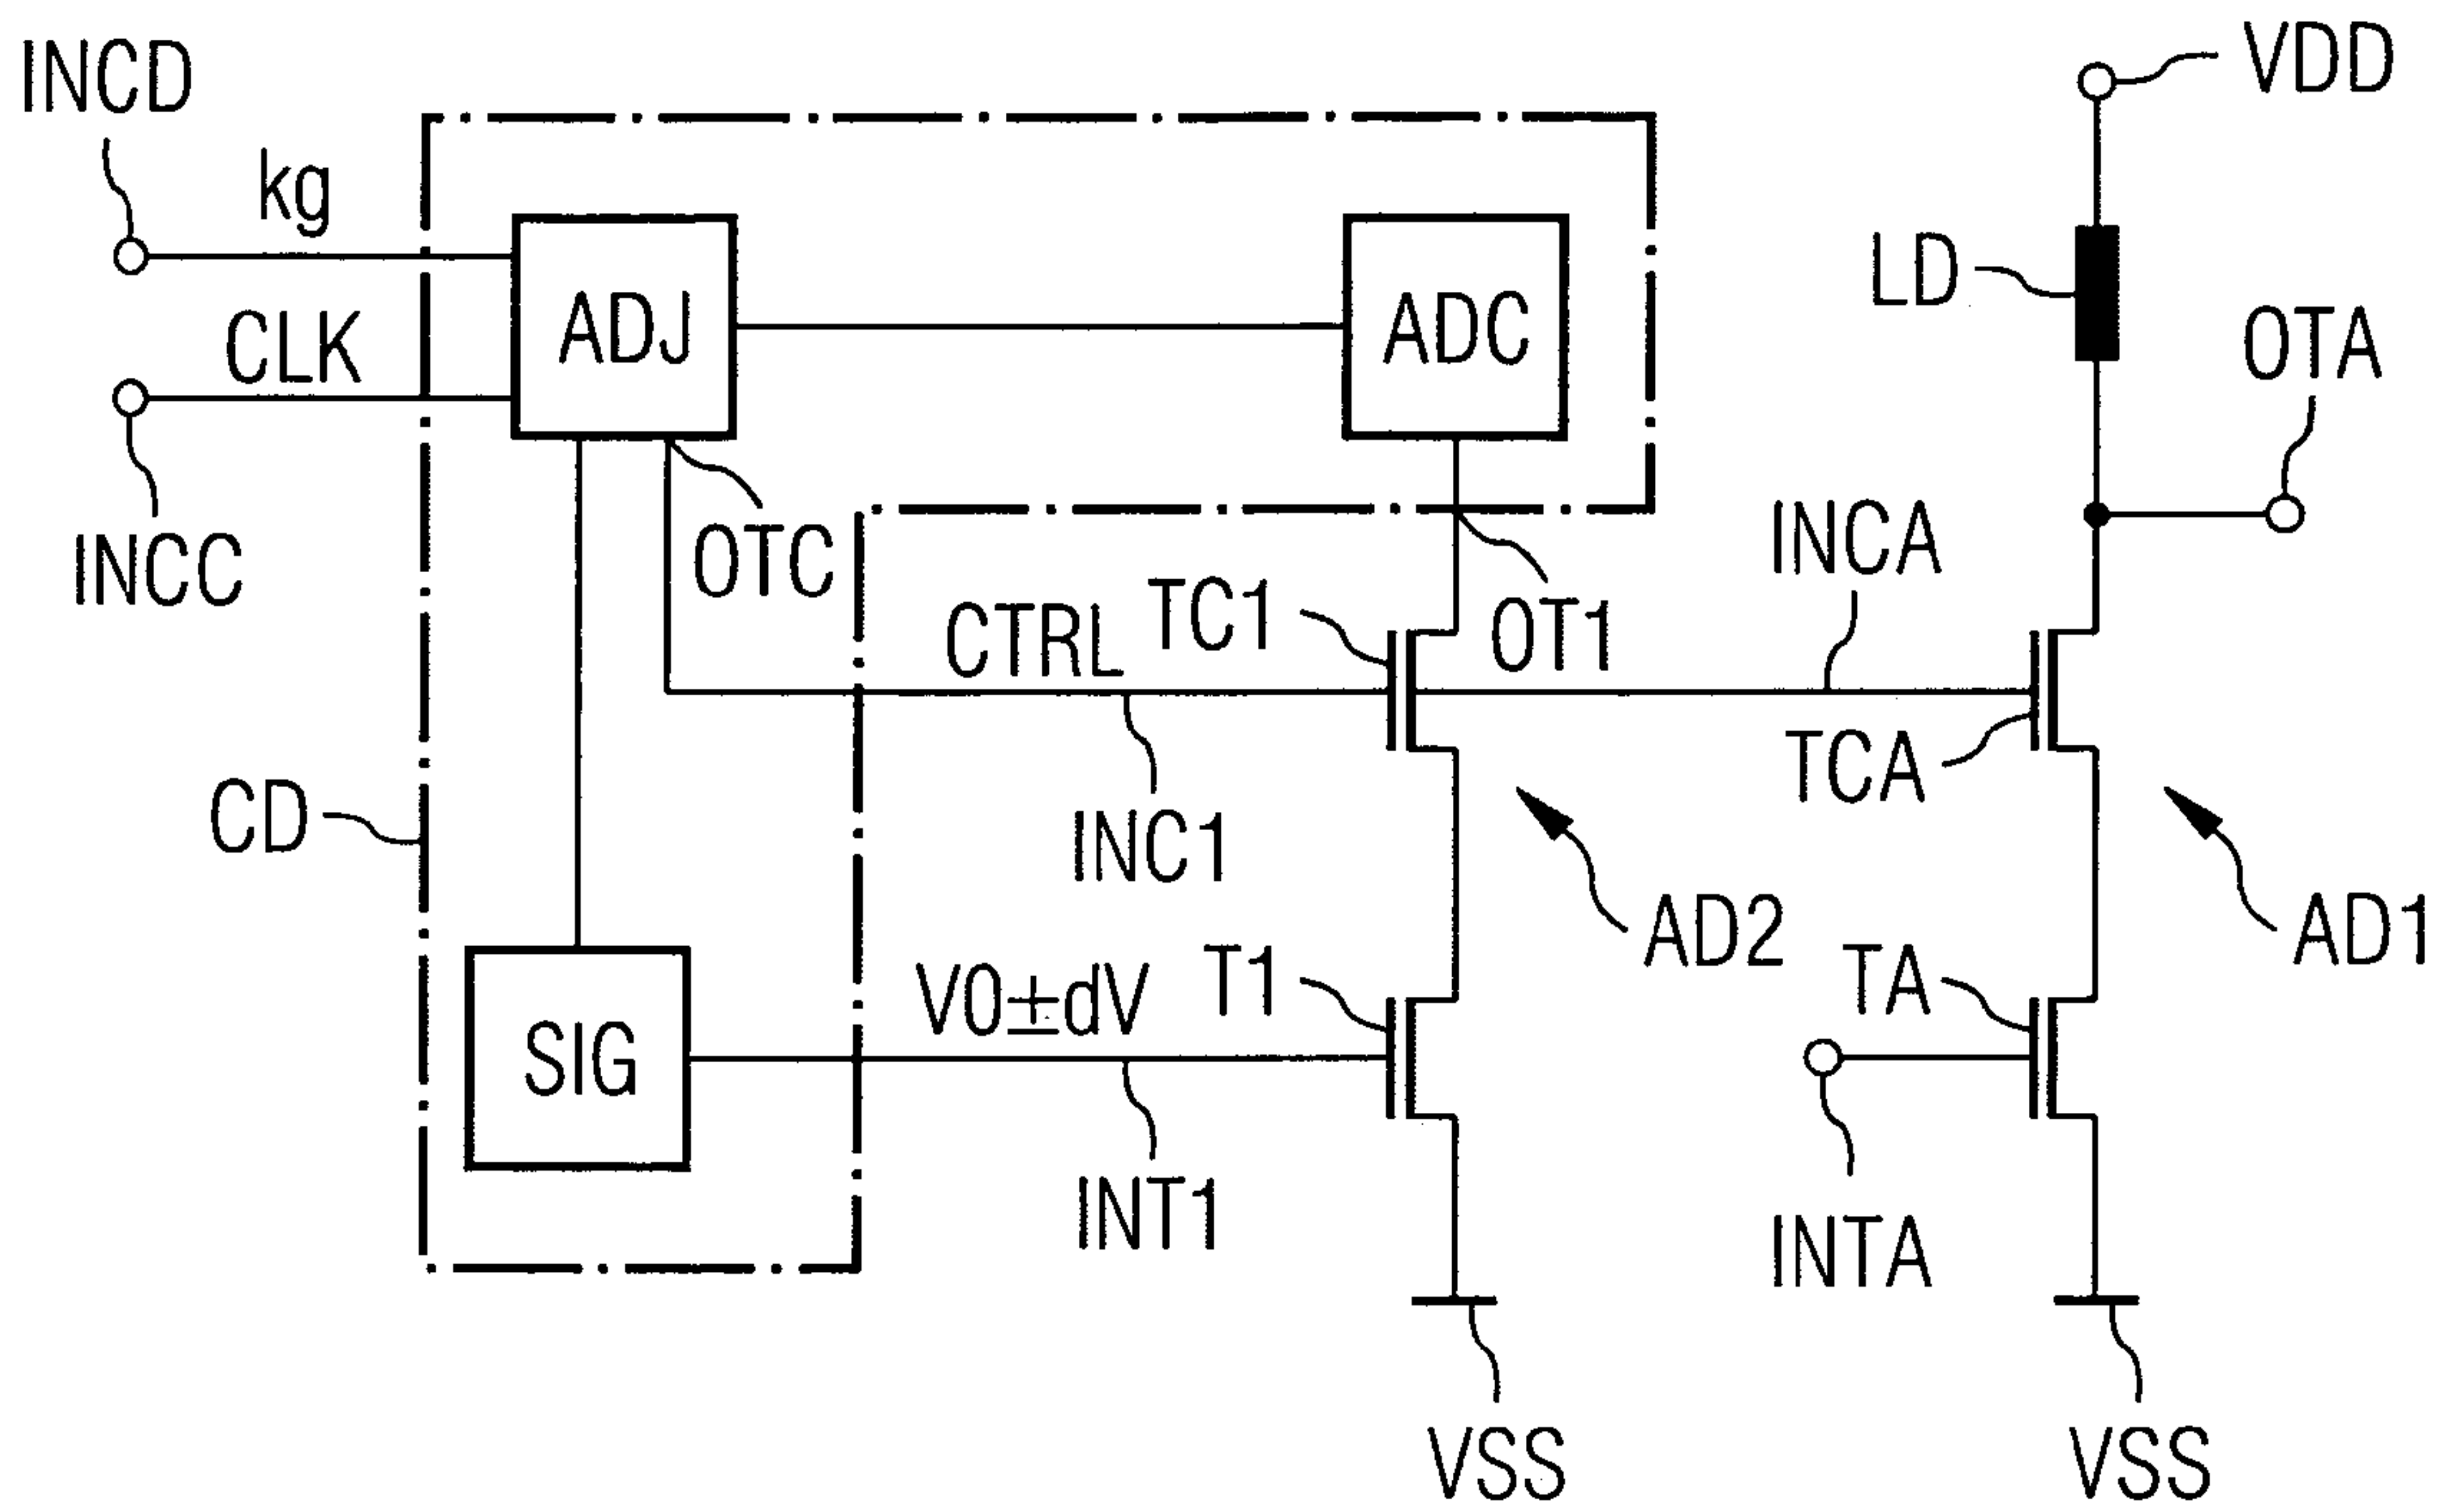 VDD
INCD
kg
LD
ADJ
ADC
CLK
OTA
INCC
OTC
INCA
CTRL
TC1
OT1
TCA
CD
INC1
AD2
AD1
V0±dV
T1
TA
SIG
INT1
INTA
VSS
VSS